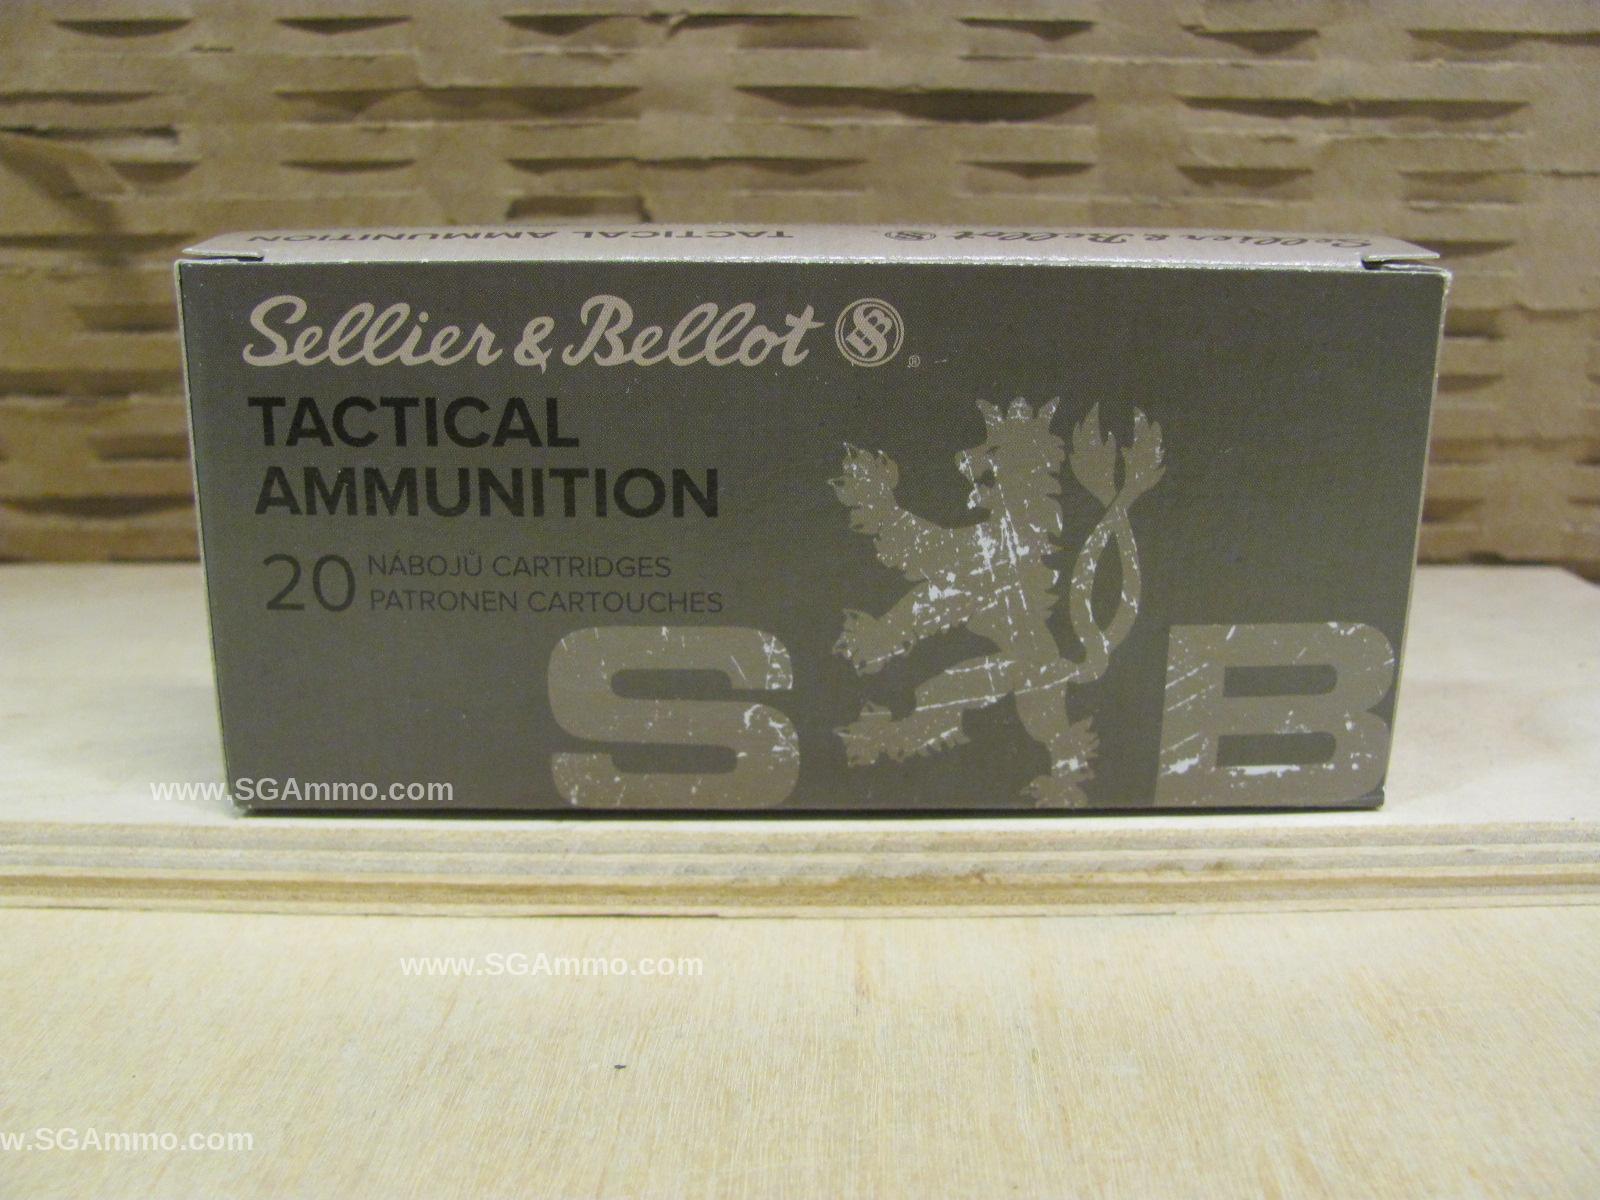 TACTICAL AMMUNITION
Sellier & Bellot
Sellier & Bellot SB ®
TACTICAL
AMMUNITION
20 NÁBOJŮ CARTRIDGES
PATRONEN CARTOUCHES
S B
www.SGAmmo.com
www.SGAmmo.com
w.SGAmmo.com